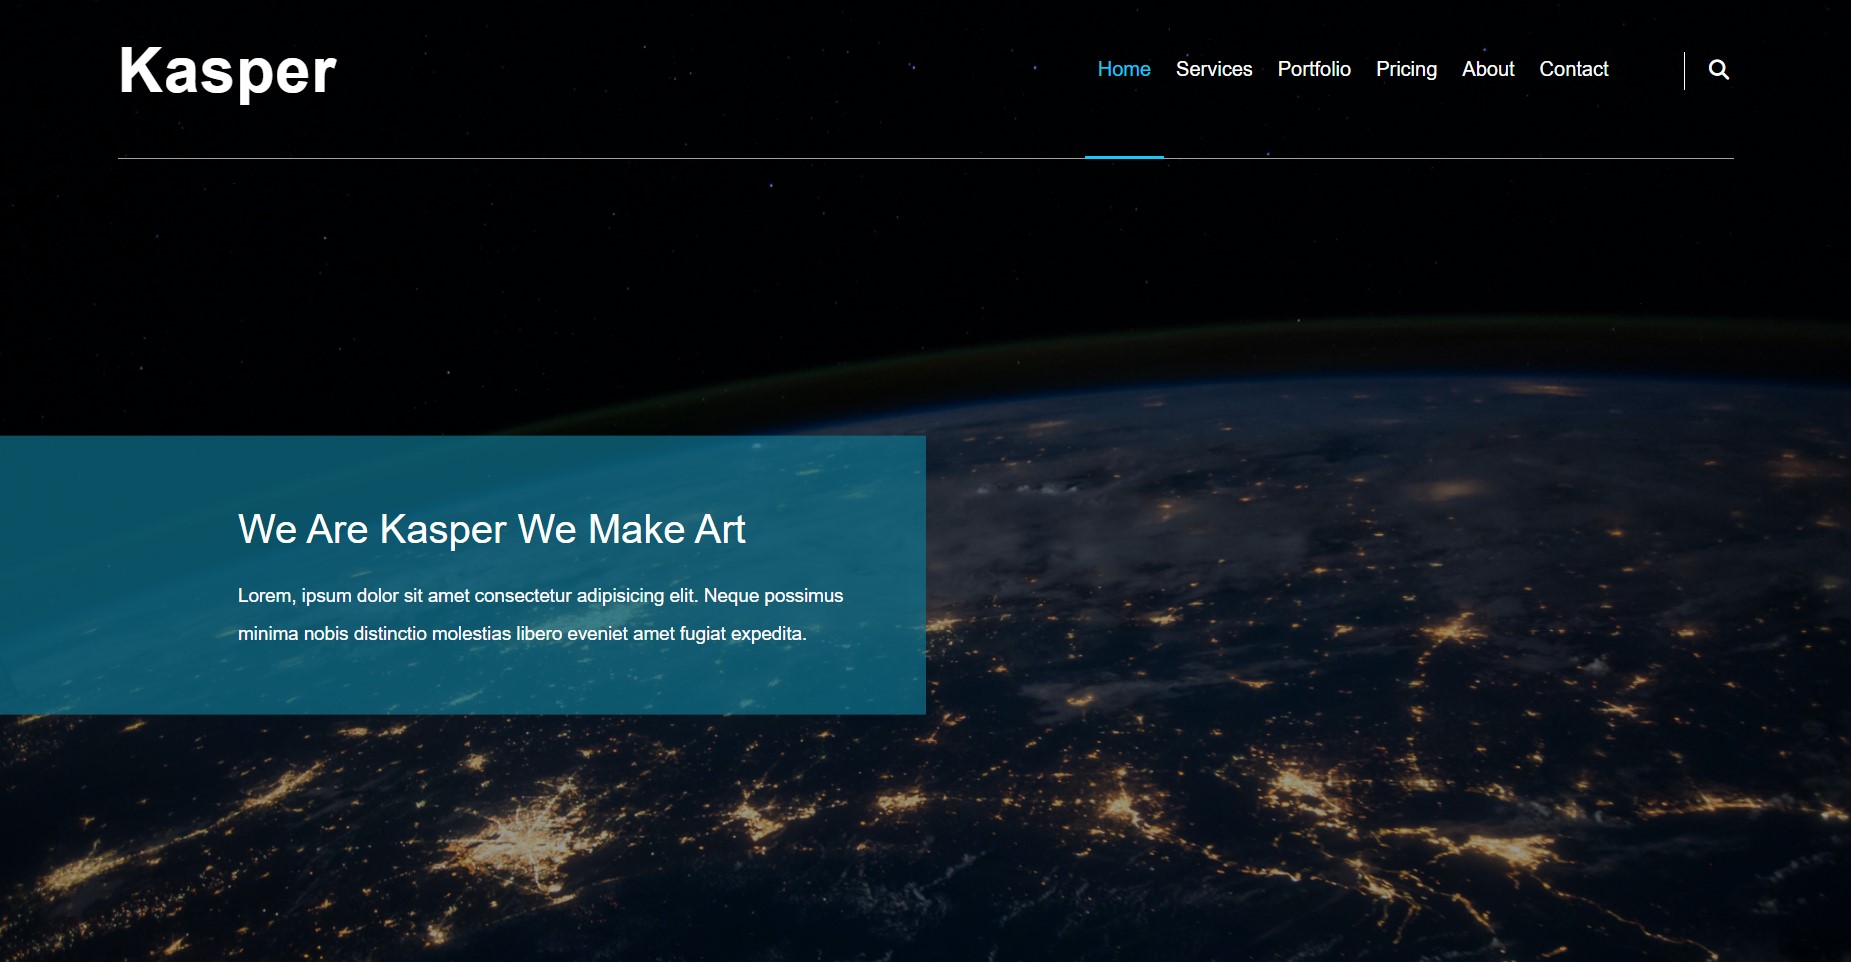 Kasper
Home Services Portfolio Pricing About Contact
We Are Kasper We Make Art
Lorem, ipsum dolor sit amet consectetur adipisicing elit. Neque possimus
minima nobis distinctio molestias libero eveniet amet fugiat expedita.